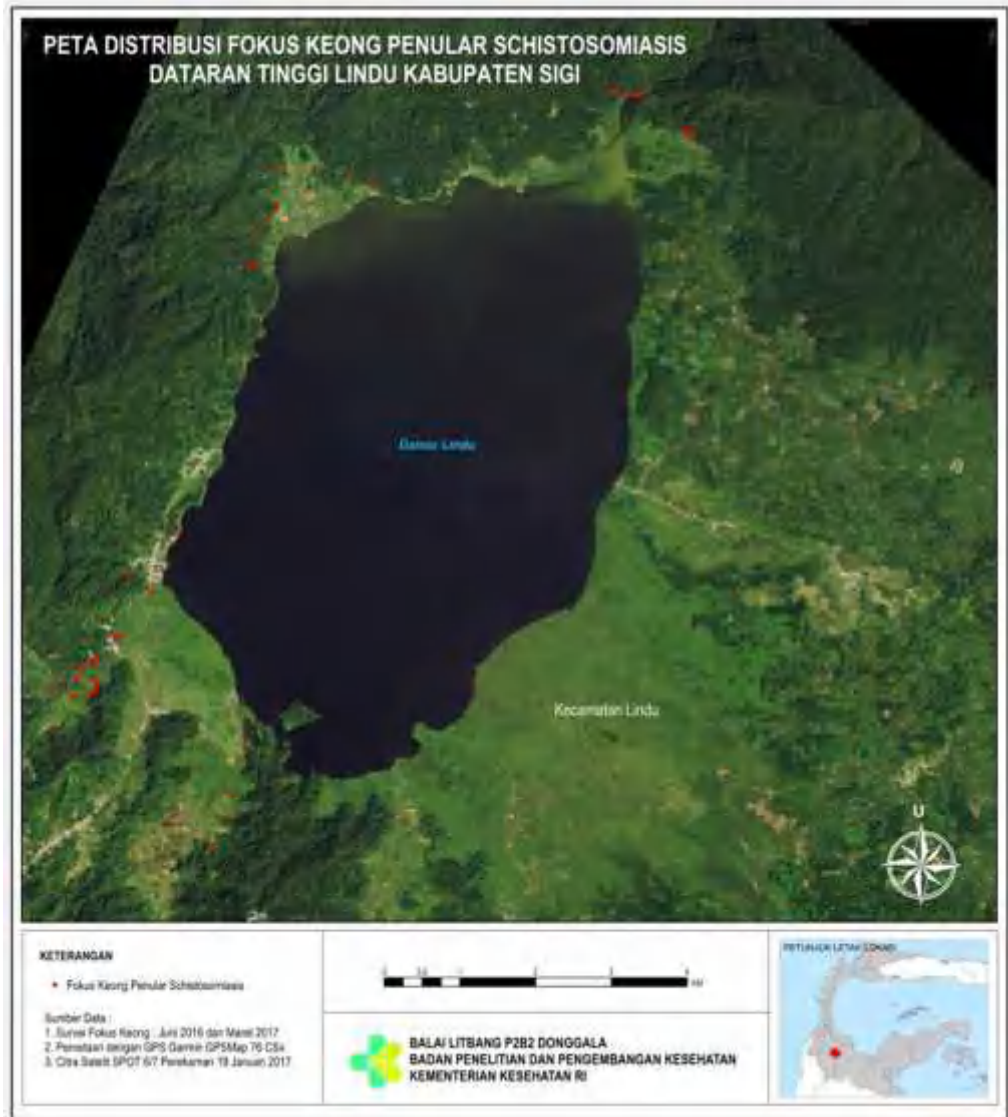 PETA DISTRIBUSI FOKUS KEONG PENULAR SCHISTOSOMIASIS
DATARAN TINGGI LINDU KABUPATEN SIGI
Danau Lindu
Kecamatan Lindu
U
KETERANGAN
Fokus Keong Penular Schistosomiasis
Sumber Data :
1. Survei Fokus Keong : Juni 2016 dan Maret 2017
2. Pemetaan dengan GPS Garmin GPSMap 76 CSx
3. Citra Satelit SPOT 6/7 Perekaman 19 Januari 2017
BALAI LITBANG P2B2 DONGGALA
BADAN PENELITIAN DAN PENGEMBANGAN KESEHATAN
KEMENTERIAN KESEHATAN RI
PETUNJUK LETAK LOKASI